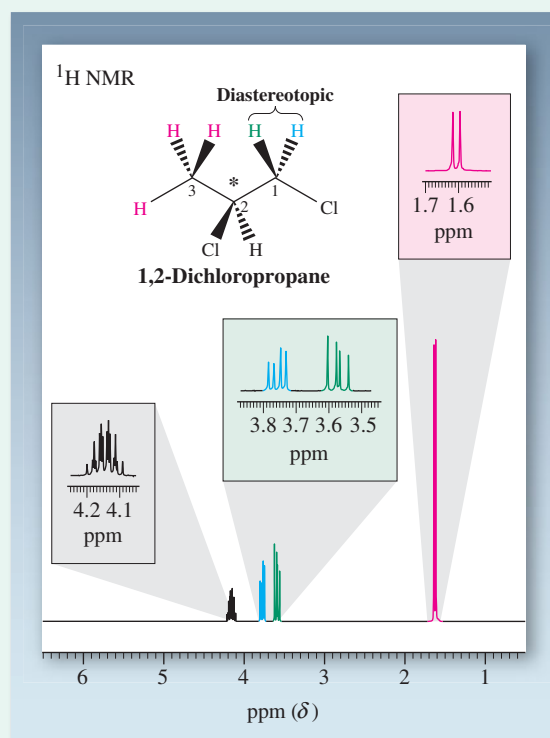 ¹H NMR
Diastereotopic
H H H H
*
3 2 1
H
Cl
Cl H
1,2-Dichloropropane
1.7 1.6
ppm
3.8 3.7 3.6 3.5
ppm
4.2 4.1
ppm
6 5 4 3 2 1
ppm (δ)